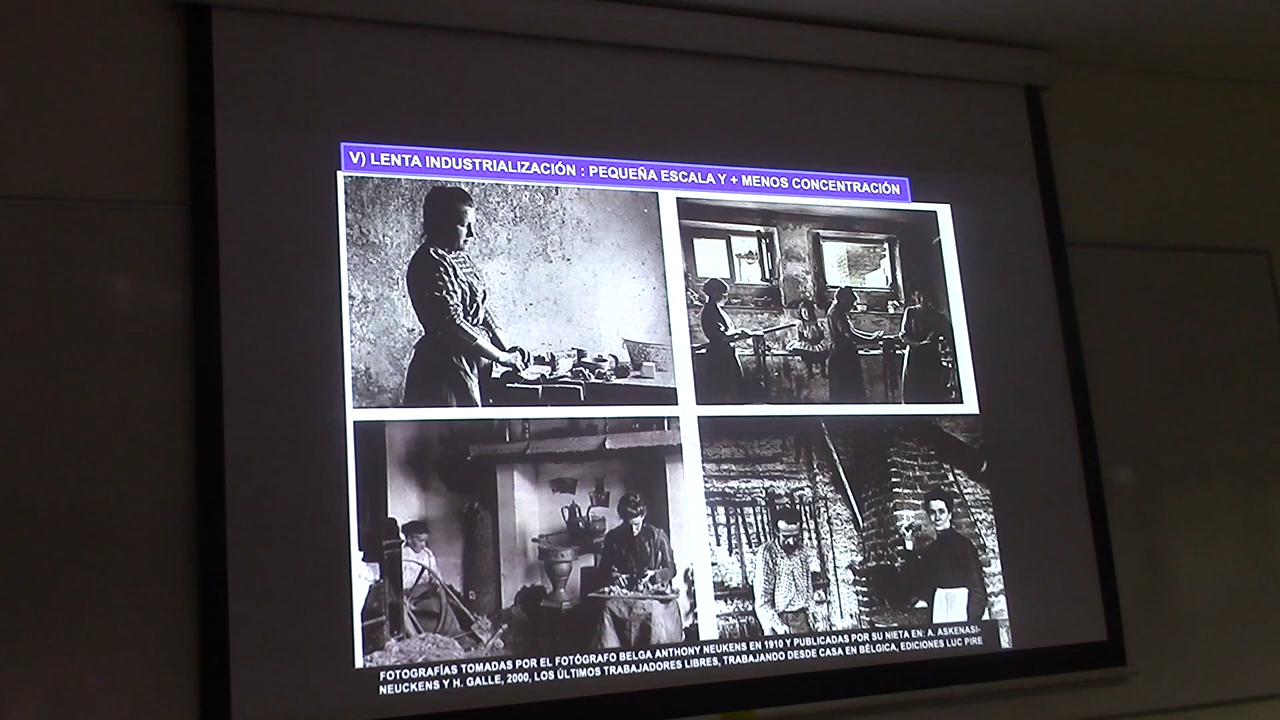 V) LENTA INDUSTRIALIZACIÓN : PEQUEÑA ESCALA Y + MENOS CONCENTRACIÓN
FOTOGRAFÍAS TOMADAS POR EL FOTÓGRAFO BELGA ANTHONY NEUKENS EN 1910 Y PUBLICADAS POR SU NIETA EN: A. ASKENASI-
NEUCKENS Y H. GALLE, 2000, LOS ÚLTIMOS TRABAJADORES LIBRES, TRABAJANDO DESDE CASA EN BÉLGICA, EDICIONES LUC PIRE